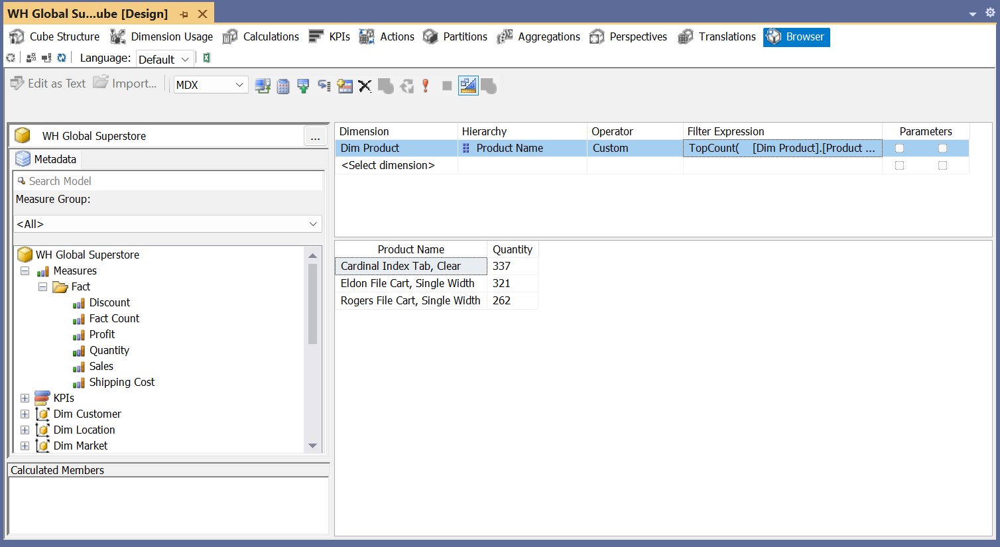 WH Global Su...ube [Design]
Cube Structure Dimension Usage Calculations KPIs Actions Partitions Aggregations Perspectives Translations Browser
Language: Default
Edit as Text Import... MDX
WH Global Superstore ...
Metadata
Search Model
Measure Group:
<All>
WH Global Superstore
Measures
Fact
Discount
Fact Count
Profit
Quantity
Sales
Shipping Cost
KPIs
Dim Customer
Dim Location
Dim Market
Calculated Members
Dimension Hierarchy Operator Filter Expression Parameters
Dim Product Product Name Custom TopCount( [Dim Product].[Product ...
<Select dimension>
Product Name Quantity
Cardinal Index Tab, Clear 337
Eldon File Cart, Single Width 321
Rogers File Cart, Single Width 262